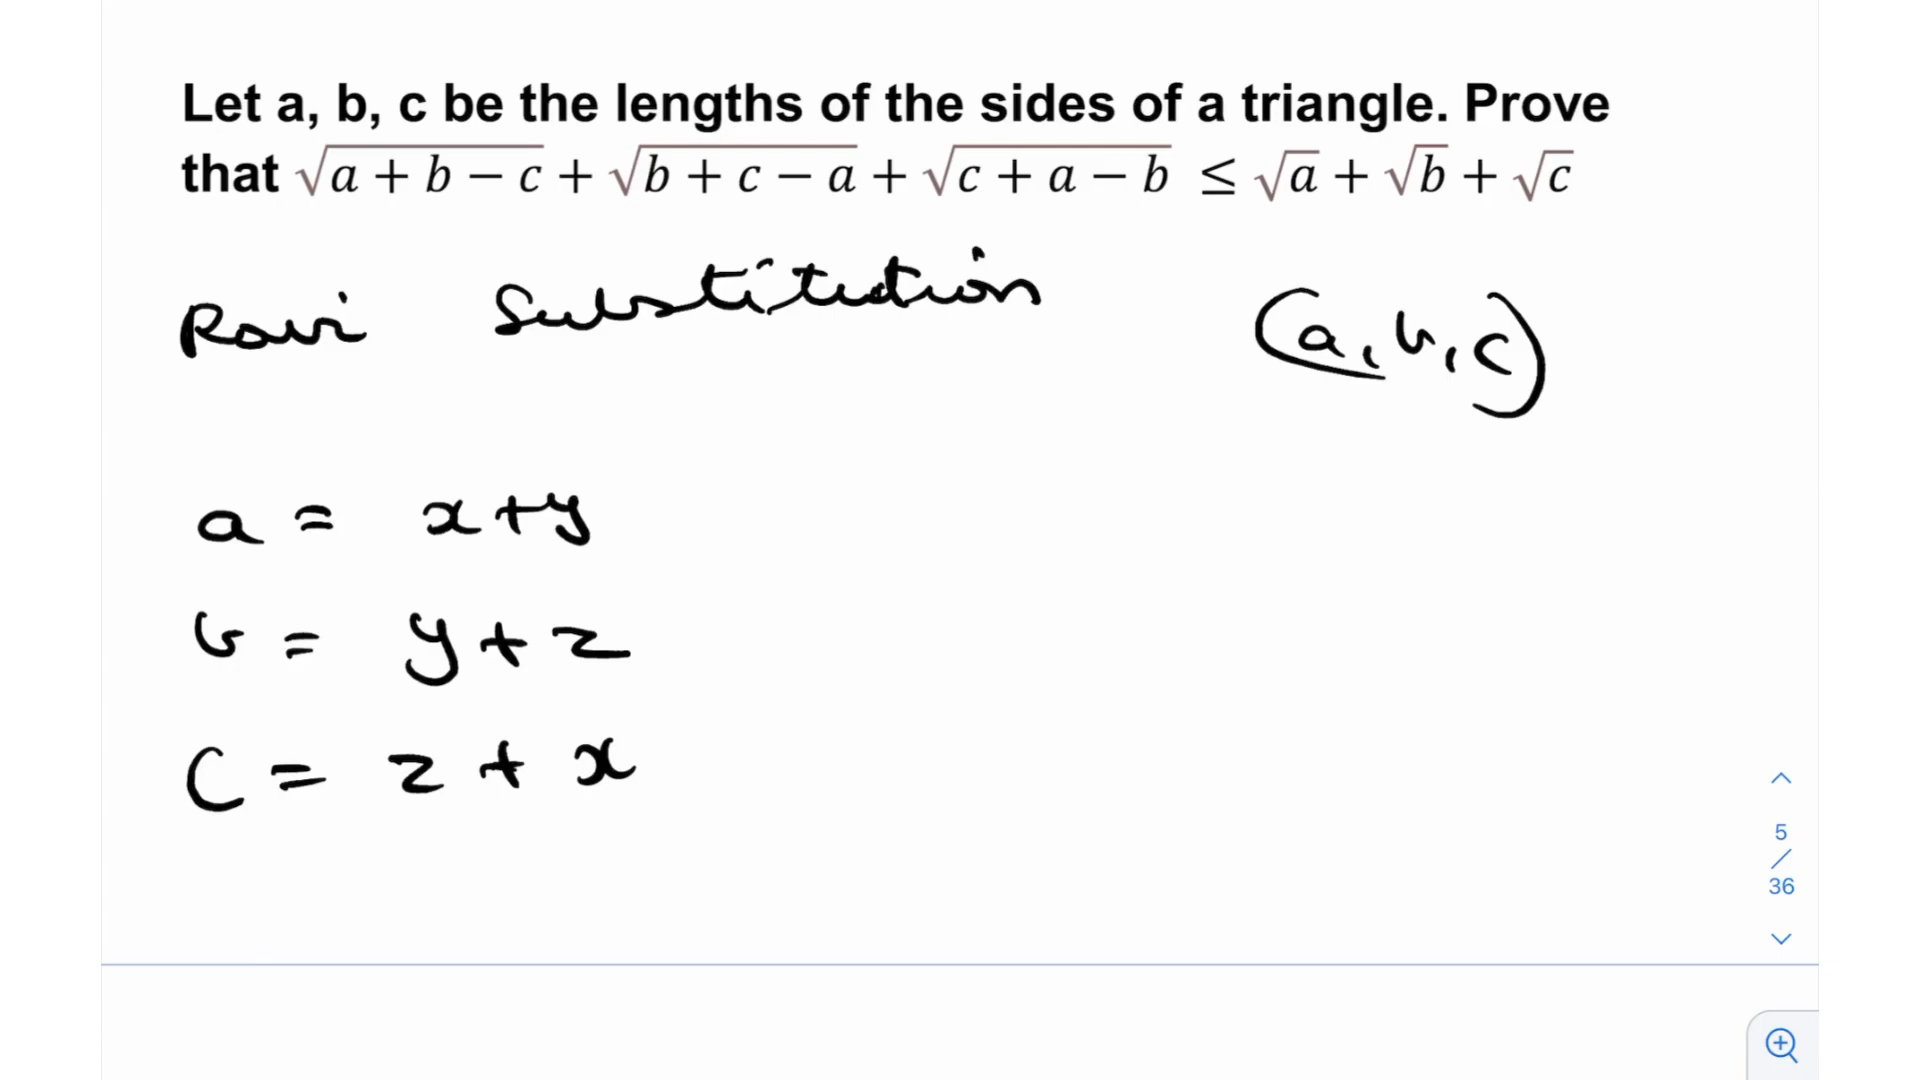 Let a, b, c be the lengths of the sides of a triangle. Prove
that √(a + b − c) + √(b + c − a) + √(c + a − b) ≤ √a + √b + √c
Ravi Substitution (a, b, c)
a = x+y
b = y+z
c = z+x
5
/
36